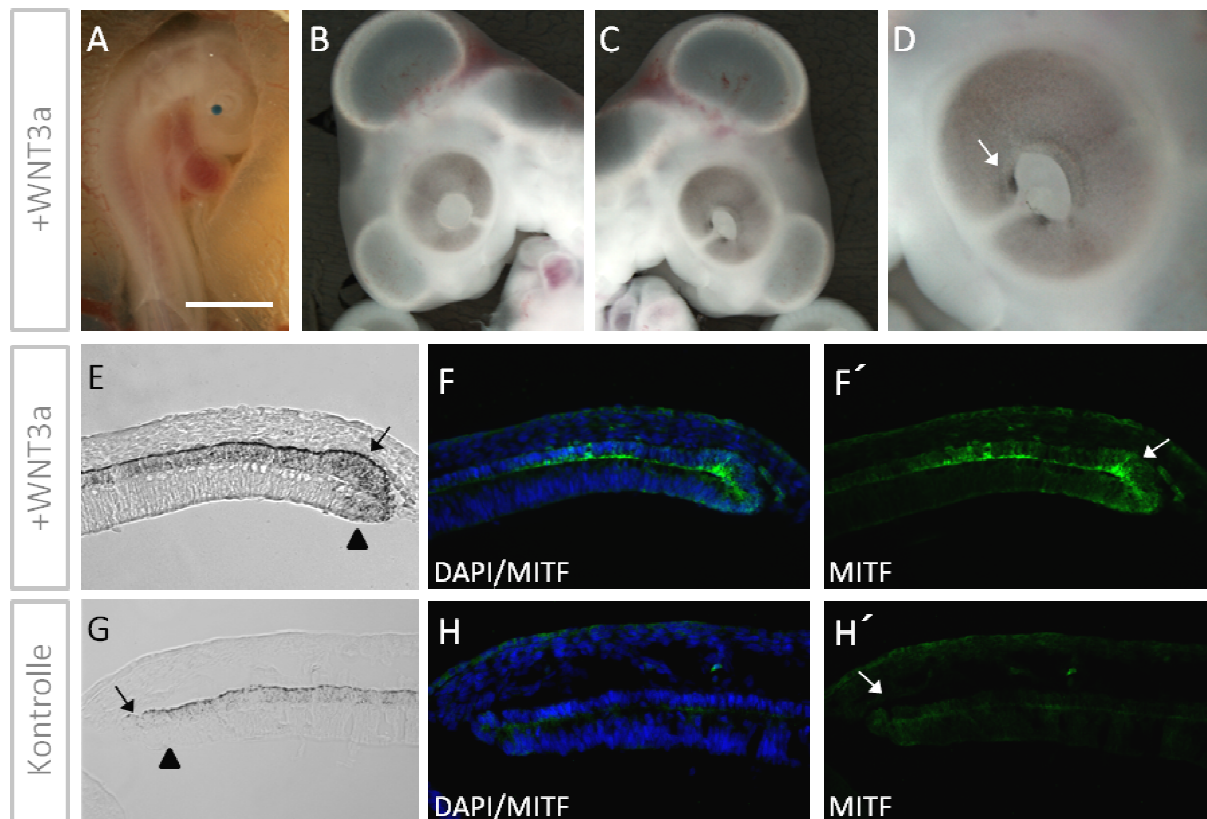 +WNT3a
A
B
C
D
+WNT3a
E
F
DAPI/MITF
F´
MITF
Kontrolle
G
H
DAPI/MITF
H´
MITF